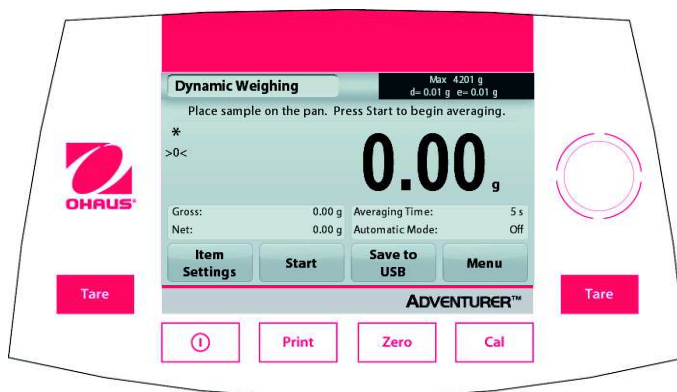 Dynamic Weighing
Max 4201 g
d= 0.01 g e= 0.01 g
Place sample on the pan. Press Start to begin averaging.
*
>0<
0.00 g
OHAUS®
Gross: 0.00 g Averaging Time: 5 s
Net: 0.00 g Automatic Mode: Off
Item Settings
Start
Save to USB
Menu
Tare
ADVENTURER™
Tare
Print
Zero
Cal